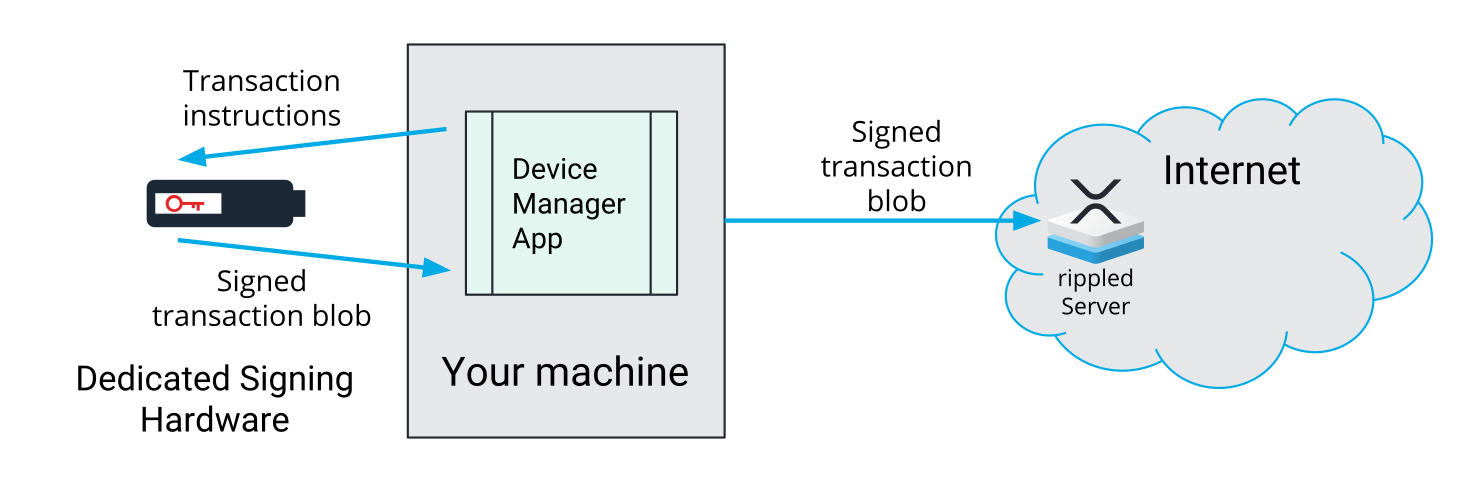 Transaction
instructions
Signed
transaction blob
Dedicated Signing
Hardware
Device
Manager
App
Your machine
Signed
transaction
blob
Internet
rippled
Server